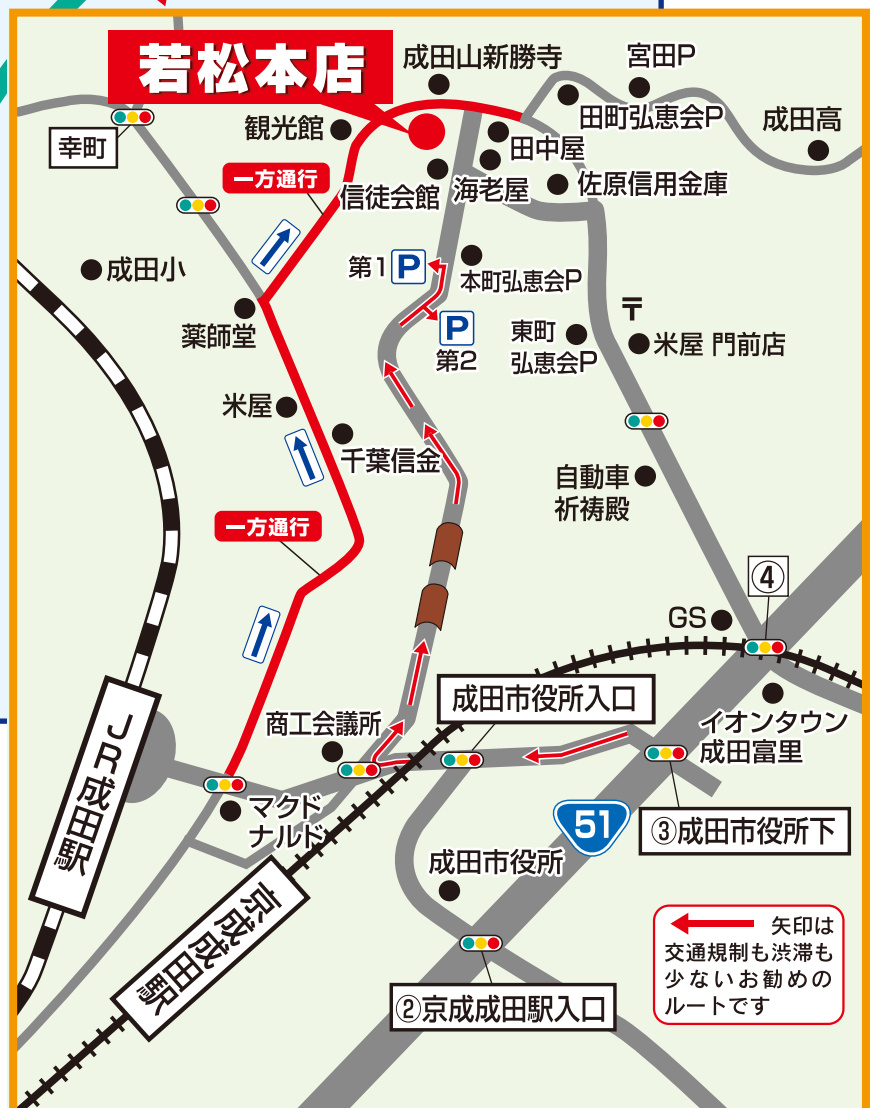 若松本店
成田山新勝寺
宮田P
田町弘恵会P
成田高
幸町
観光館
田中屋
一方通行
信徒会館
海老屋
佐原信用金庫
成田小
第1
P
本町弘恵会P
薬師堂
P
第2
東町
弘恵会P
〒
米屋 門前店
米屋
千葉信金
自動車
祈祷殿
一方通行
④
GS
成田市役所入口
商工会議所
イオンタウン
成田富里
JR成田駅
マクド
ナルド
51
③成田市役所下
成田市役所
京成成田駅
②京成成田駅入口
矢印は
交通規制も渋滞も
少ないお勧めの
ルートです